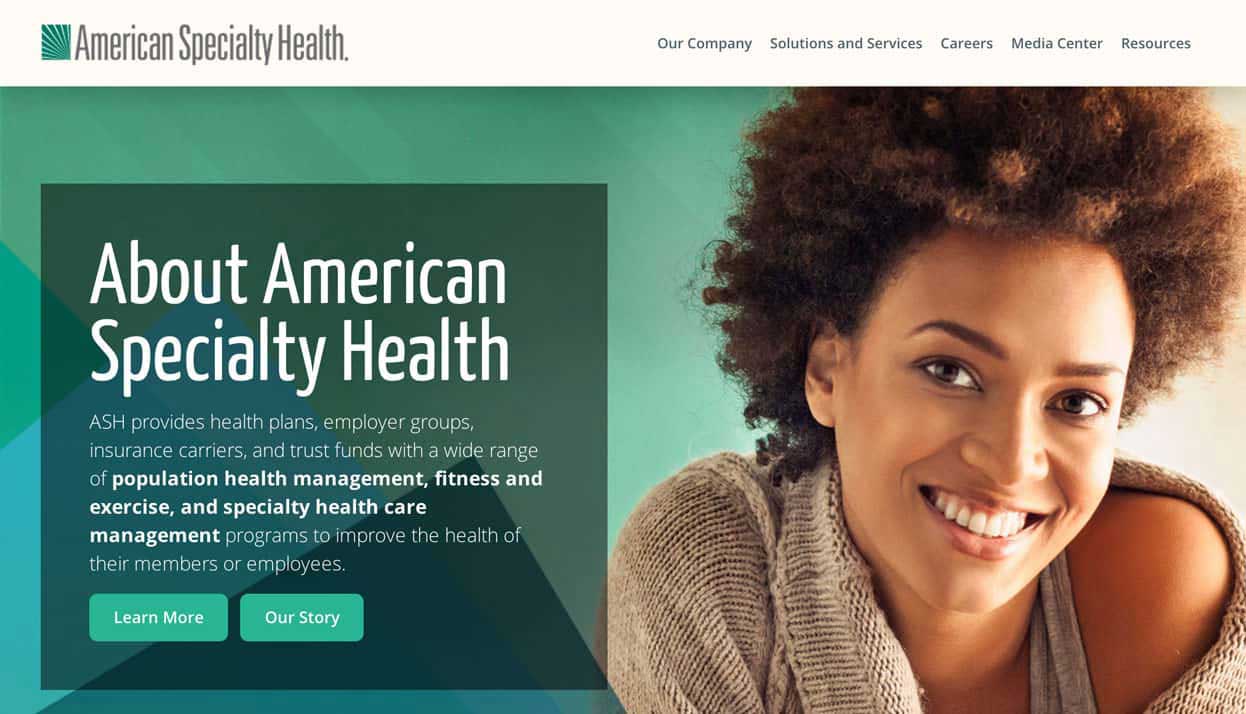 American Specialty Health.
Our Company Solutions and Services Careers Media Center Resources
About American
Specialty Health
ASH provides health plans, employer groups,
insurance carriers, and trust funds with a wide range
of population health management, fitness and
exercise, and specialty health care
management programs to improve the health of
their members or employees.
Learn More Our Story